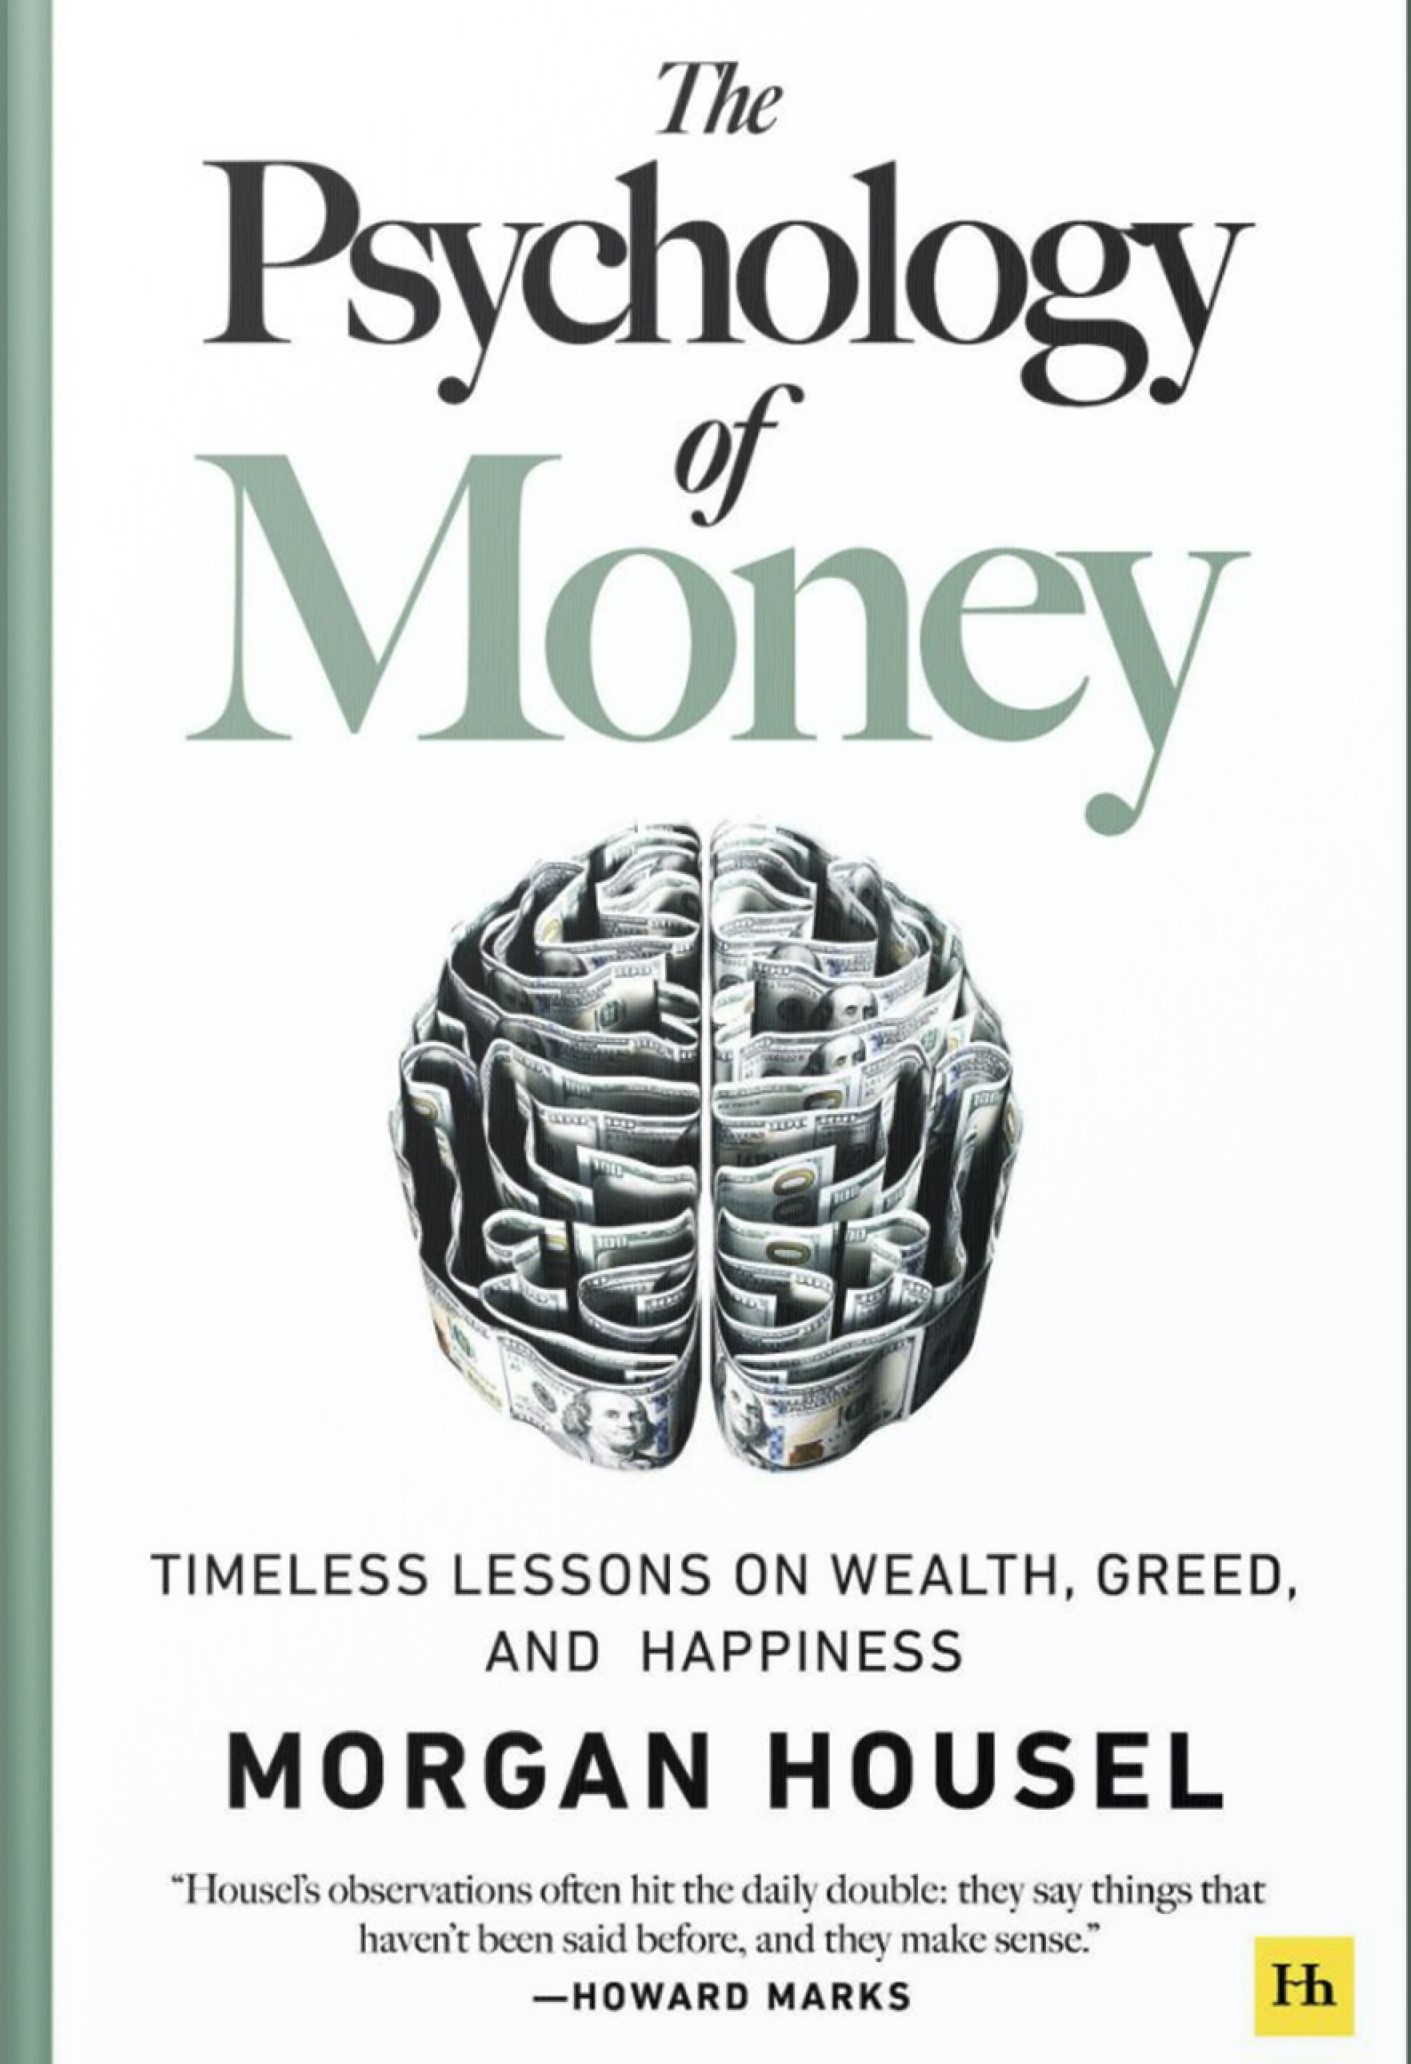 The
Psychology
of
Money
TIMELESS LESSONS ON WEALTH, GREED,
AND HAPPINESS
MORGAN HOUSEL
“Housel’s observations often hit the daily double: they say things that
haven’t been said before, and they make sense.”
—HOWARD MARKS
Hh